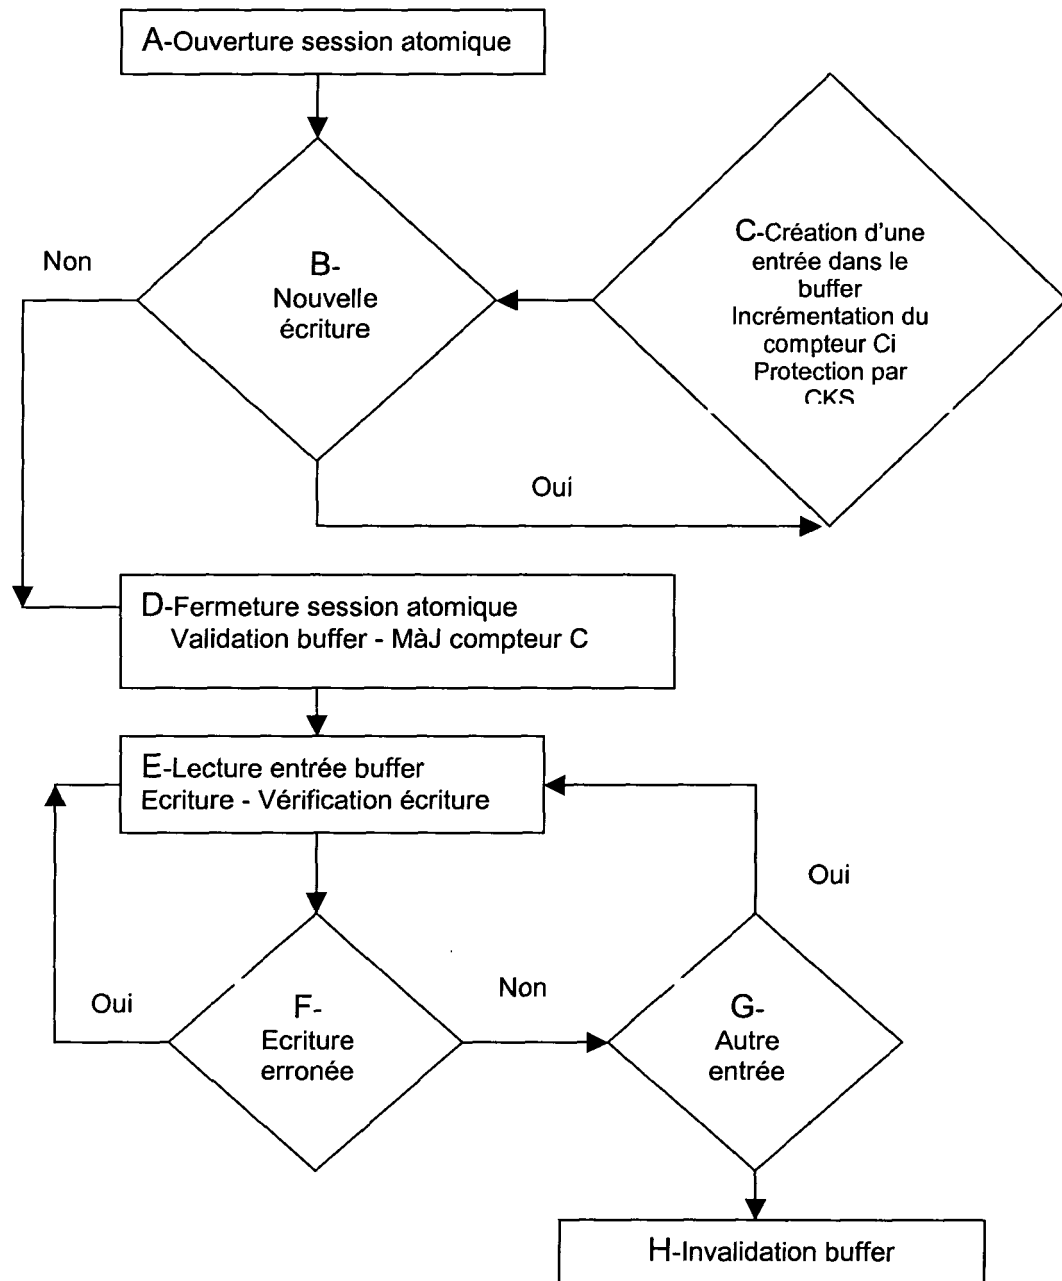 A-Ouverture session atomique
Non
B-
Nouvelle
écriture
C-Création d'une
entrée dans le
buffer
Incrémentation du
compteur Ci
Protection par
CKS
Oui
D-Fermeture session atomique
Validation buffer - MàJ compteur C
E-Lecture entrée buffer
Ecriture - Vérification écriture
Oui
Oui
F-
Ecriture
erronée
Non
G-
Autre
entrée
H-Invalidation buffer